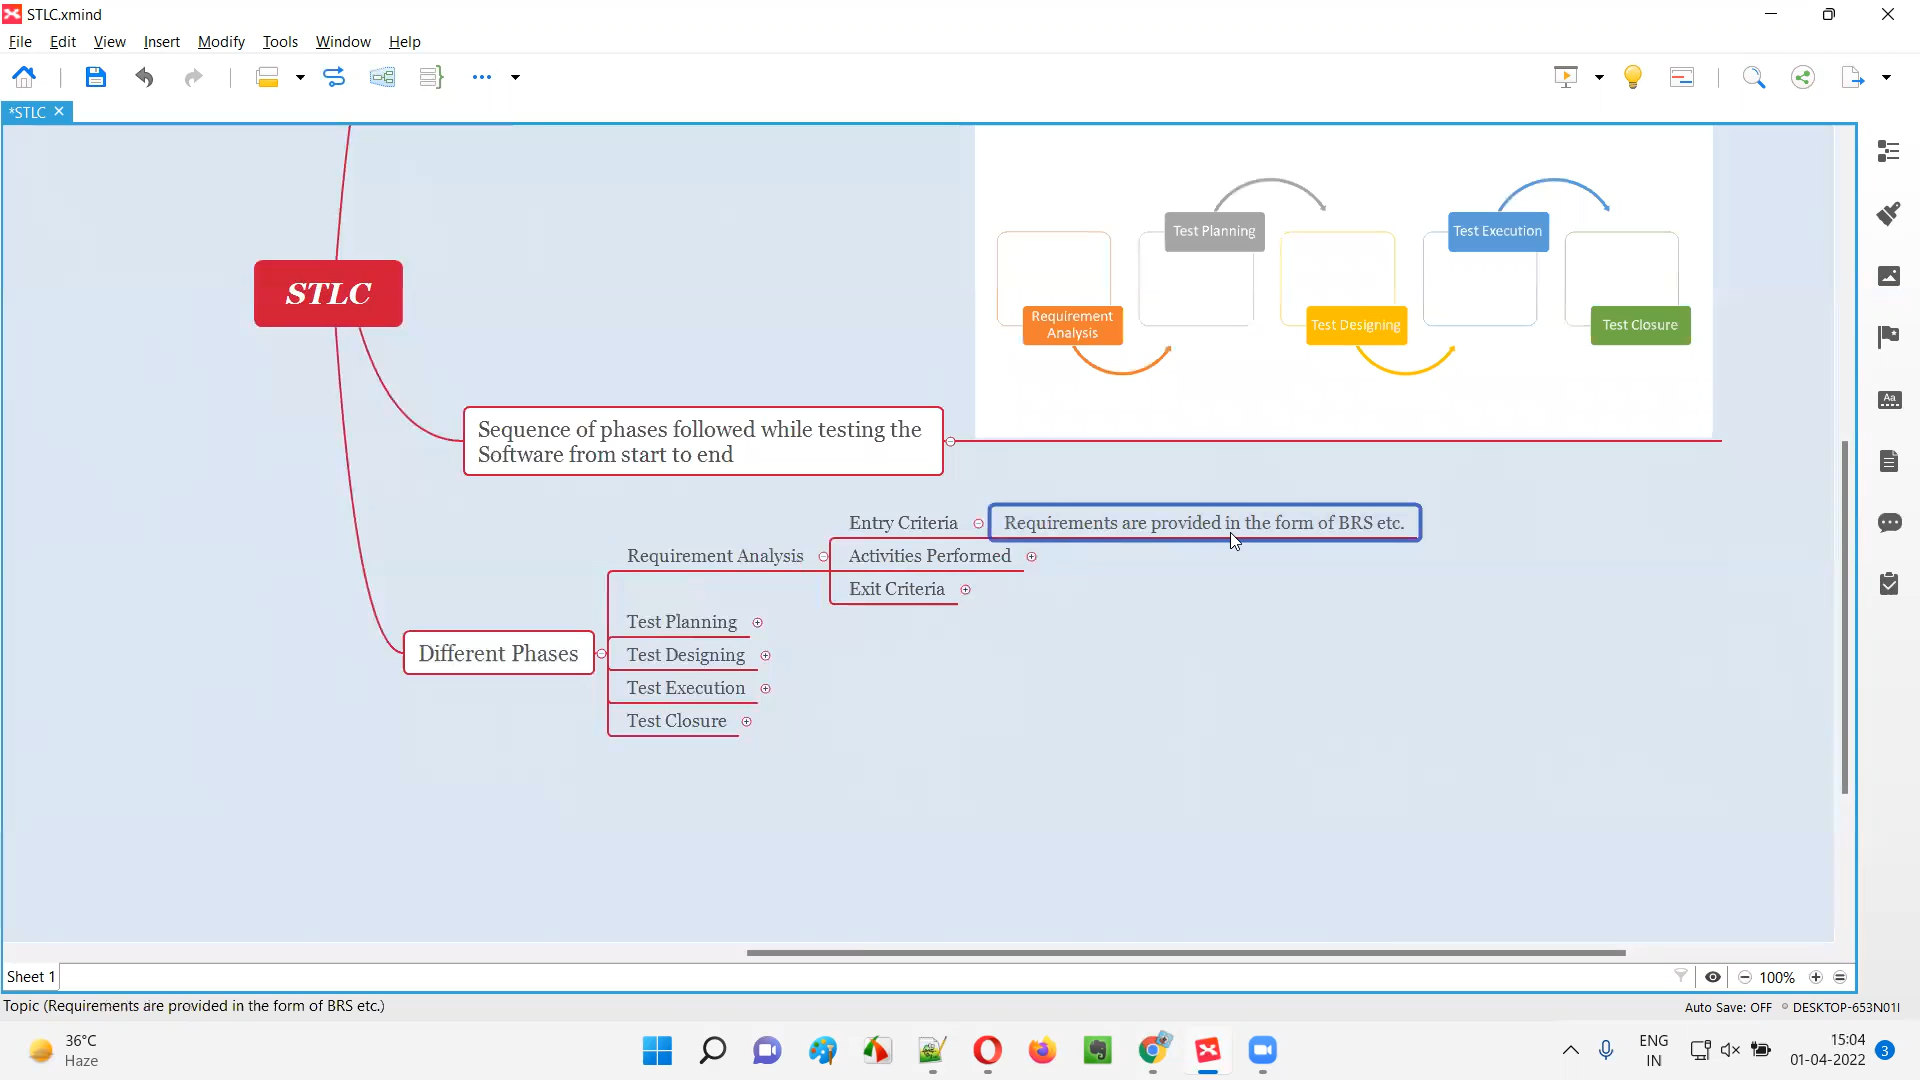 STLC.xmind
File Edit View Insert Modify Tools Window Help
*STLC
Test Planning
Test Execution
Requirement
Analysis
Test Designing
Test Closure
STLC
Sequence of phases followed while testing the
Software from start to end
Entry Criteria
Requirements are provided in the form of BRS etc.
Requirement Analysis
Activities Performed
Exit Criteria
Test Planning
Different Phases
Test Designing
Test Execution
Test Closure
Sheet 1
100%
Topic (Requirements are provided in the form of BRS etc.)
Auto Save: OFF
DESKTOP-653N01I
36°C
Haze
ENG
IN
15:04
01-04-2022
3
Aa